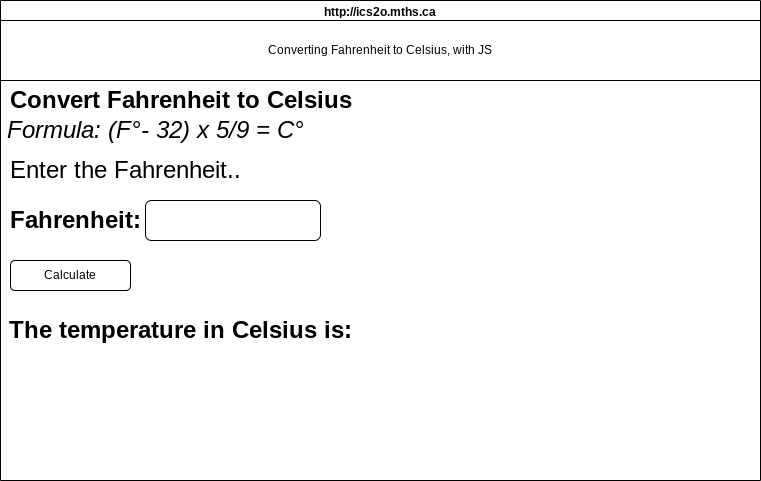 http://ics2o.mths.ca
Converting Fahrenheit to Celsius, with JS
Convert Fahrenheit to Celsius
Formula: (F°- 32) x 5/9 = C°
Enter the Fahrenheit..
Fahrenheit:
Calculate
The temperature in Celsius is: